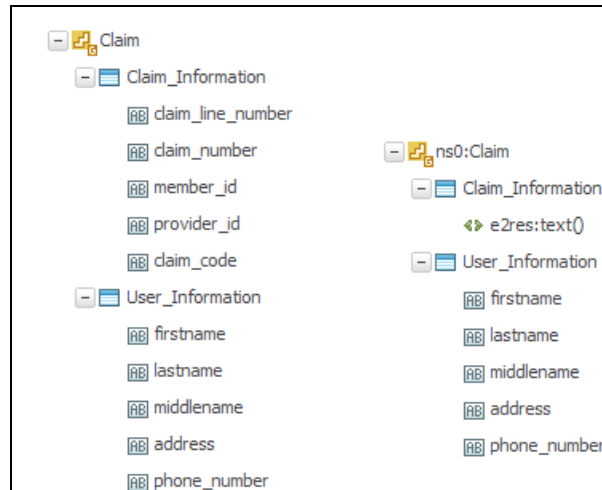 Claim
Claim_Information
claim_line_number
claim_number
member_id
provider_id
claim_code
User_Information
firstname
lastname
middlename
address
phone_number
ns0:Claim
Claim_Information
e2res:text()
User_Information
firstname
lastname
middlename
address
phone_number